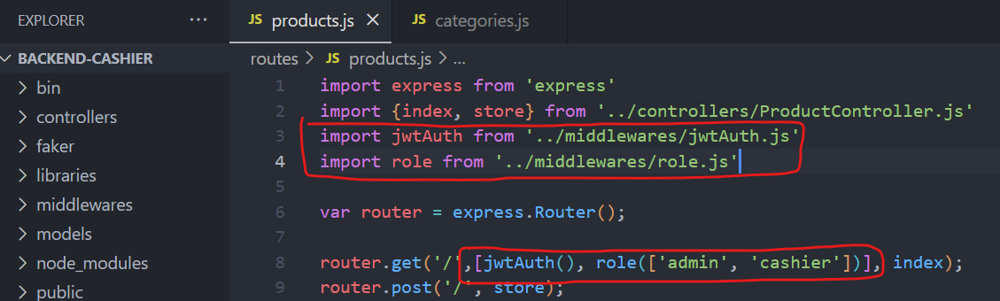 EXPLORER ...
JS products.js ×
JS categories.js
BACKEND-CASHIER
bin
controllers
faker
libraries
middlewares
models
node_modules
public
routes > JS products.js > ...
1 import express from 'express'
2 import {index, store} from '../controllers/ProductController.js'
3 import jwtAuth from '../middlewares/jwtAuth.js'
4 import role from '../middlewares/role.js'
5
6 var router = express.Router();
7
8 router.get('/',[jwtAuth(), role(['admin', 'cashier'])], index);
9 router.post('/', store);